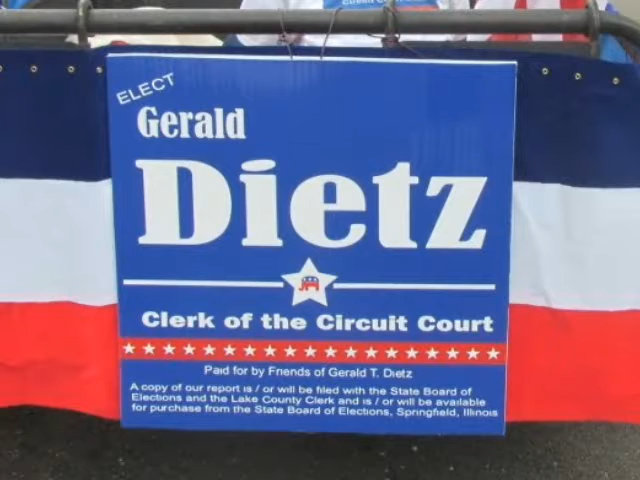 ELECT
Gerald
Dietz
Clerk of the Circuit Court
Paid for by Friends of Gerald T. Dietz
A copy of our report is / or will be filed with the State Board of
Elections and the Lake County Clerk and is / or will be available
for purchase from the State Board of Elections, Springfield, Illinois